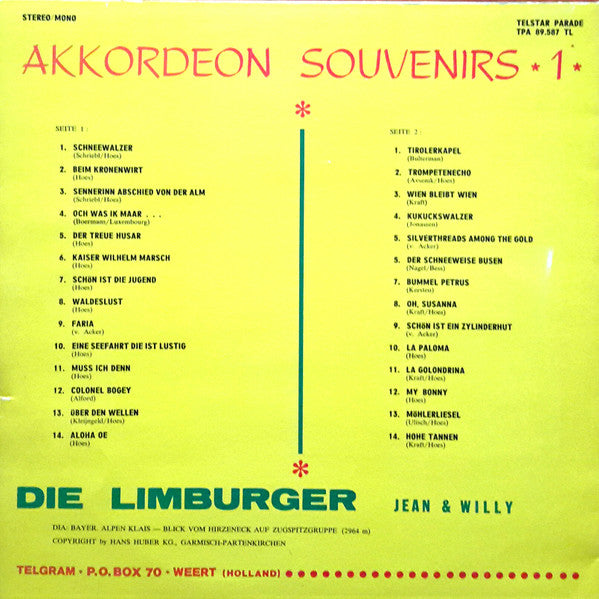 STEREO/MONO
TELSTAR PARADE
TPA 89.587 TL
AKKORDEON SOUVENIRS * 1 *
SEITE 1 :
1. SCHNEEWALZER
(Schriebl/Hoes)
2. BEIM KRONENWIRT
(Hoes)
3. SENNERINN ABSCHIED VON DER ALM
(Schriebl/Hoes)
4. OCH WAS IK MAAR . . .
(Boermans/Luxembourg)
5. DER TREUE HUSAR
(Hoes)
6. KAISER WILHELM MARSCH
(Hoes)
7. SCHÖN IST DIE JUGEND
(Hoes)
8. WALDESLUST
(Hoes)
9. FARIA
(v. Acker)
10. EINE SEEFAHRT DIE IST LUSTIG
(Hoes)
11. MUSS ICH DENN
(Hoes)
12. COLONEL BOGEY
(Alford)
13. ÜBER DEN WELLEN
(Kleijngeld/Hoes)
14. ALOHA OE
(Hoes)
SEITE 2 :
1. TIROLERKAPEL
(Bulterman)
2. TROMPETENECHO
(Avsenik/Hoes)
3. WIEN BLEIBT WIEN
(Kraft)
4. KUKUCKSWALZER
(Jonassen)
5. SILVERTHREADS AMONG THE GOLD
(v. Acker)
5. DER SCHNEEWEISE BUSEN
(Nagel/Bess)
7. BUMMEL PETRUS
(Kersten)
8. OH, SUSANNA
(Kraft/Hoes)
9. SCHÖN IST EIN ZYLINDERHUT
(v. Acker)
10. LA PALOMA
(Hoes)
11. LA GOLONDRINA
(Kraft/Hoes)
12. MY BONNY
(Hoes)
13. MÖHLERLIESEL
(Ulisch/Hoes)
14. HOHE TANNEN
(Kraft/Hoes)
DIE LIMBURGER JEAN & WILLY
DIA: BAYER. ALPEN KLAIS — BLICK VOM HIRZENECK AUF ZUGSPITZGRUPPE (2964 m)
COPYRIGHT by HANS HUBER KG., GARMISCH-PARTENKIRCHEN
TELGRAM • P.O. BOX 70 • WEERT (HOLLAND)